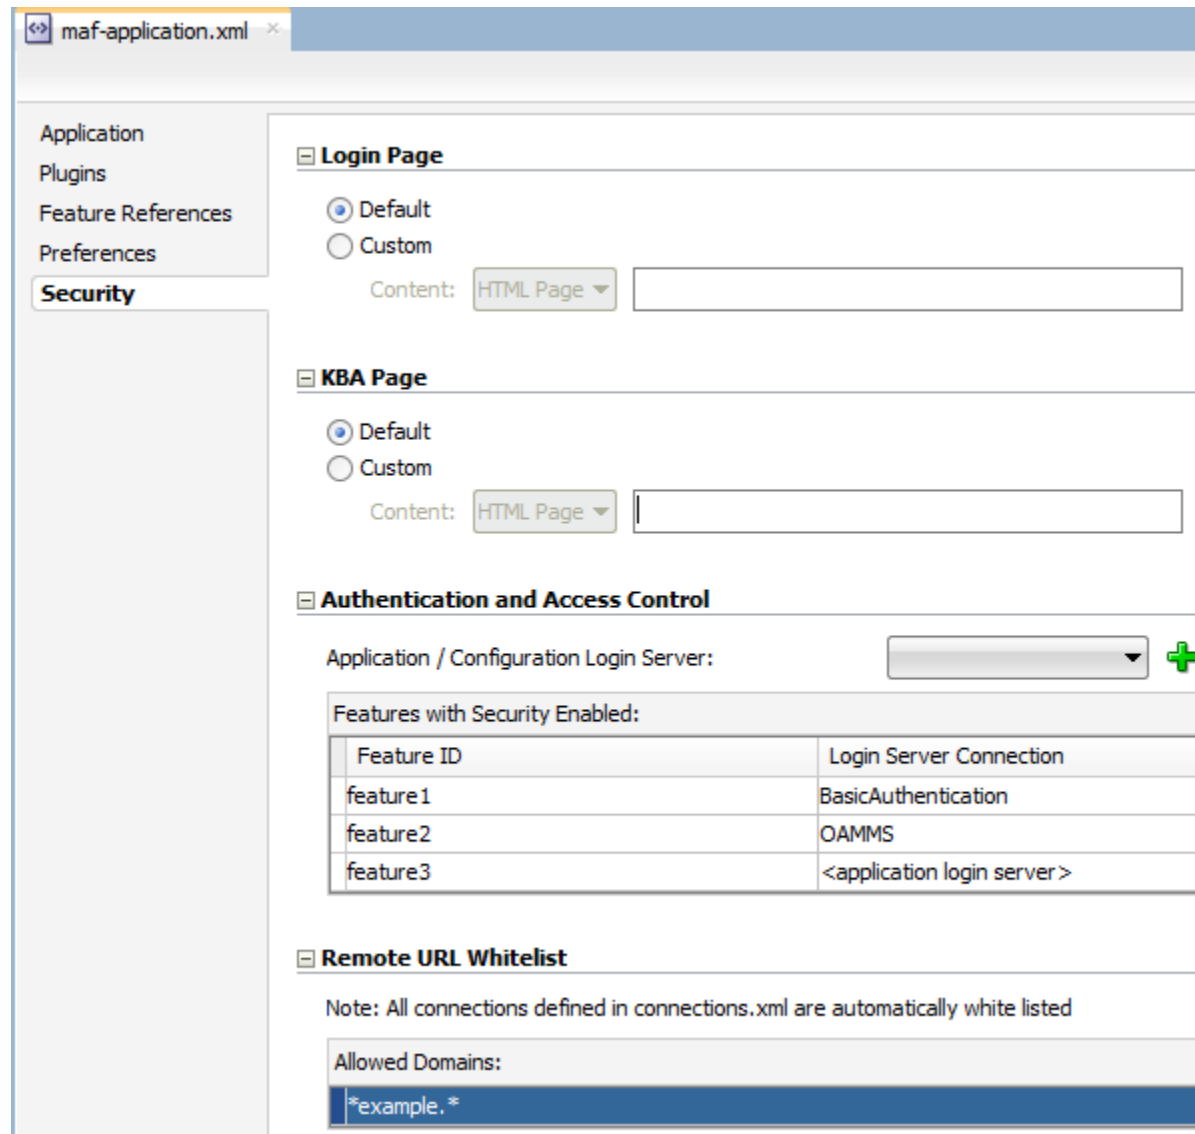 maf-application.xml
Application
Plugins
Feature References
Preferences
Security
Login Page
Default
Custom
Content: HTML Page
KBA Page
Default
Custom
Content: HTML Page
Authentication and Access Control
Application / Configuration Login Server:
Features with Security Enabled:
Feature ID Login Server Connection
feature1 BasicAuthentication
feature2 OAMMS
feature3 <application login server>
Remote URL Whitelist
Note: All connections defined in connections.xml are automatically white listed
Allowed Domains:
*example.*